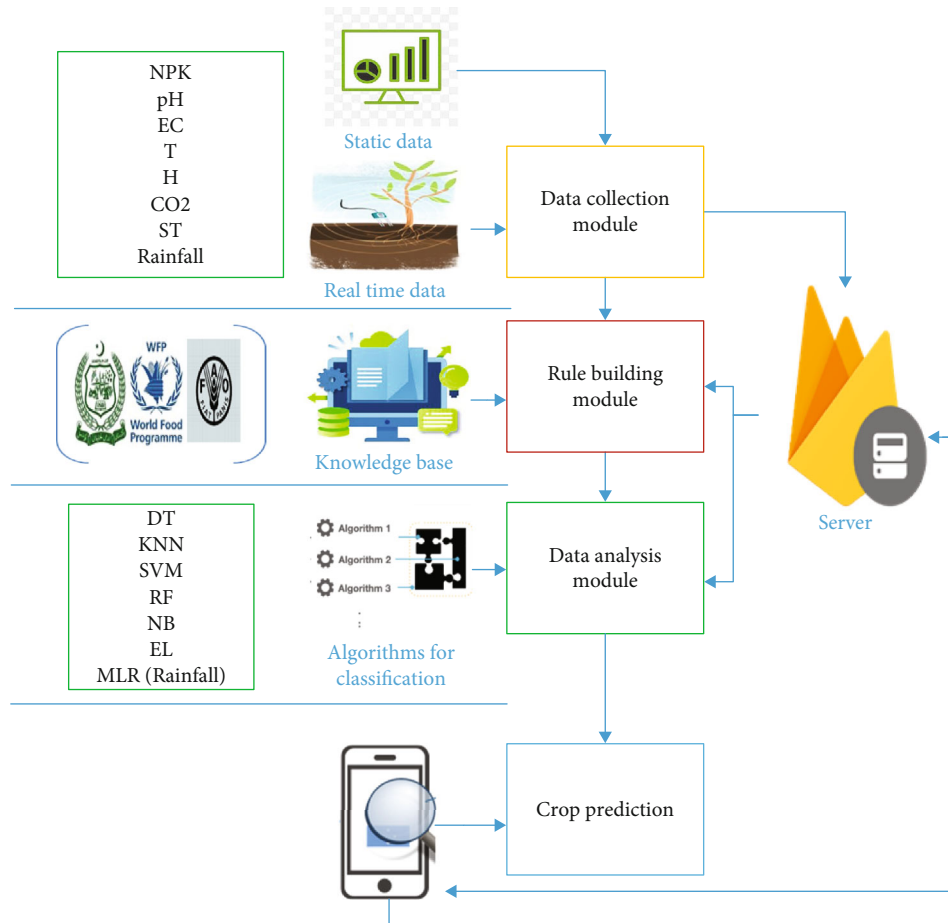 NPK
pH
EC
T
H
CO2
ST
Rainfall
Static data
Real time data
Data collection
module
WFP
World Food
Programme
F A O
FIAT PANIS
Knowledge base
Rule building
module
Server
DT
KNN
SVM
RF
NB
EL
MLR (Rainfall)
Algorithm 1
Algorithm 2
Algorithm 3
Algorithms for
classification
Data analysis
module
Crop prediction